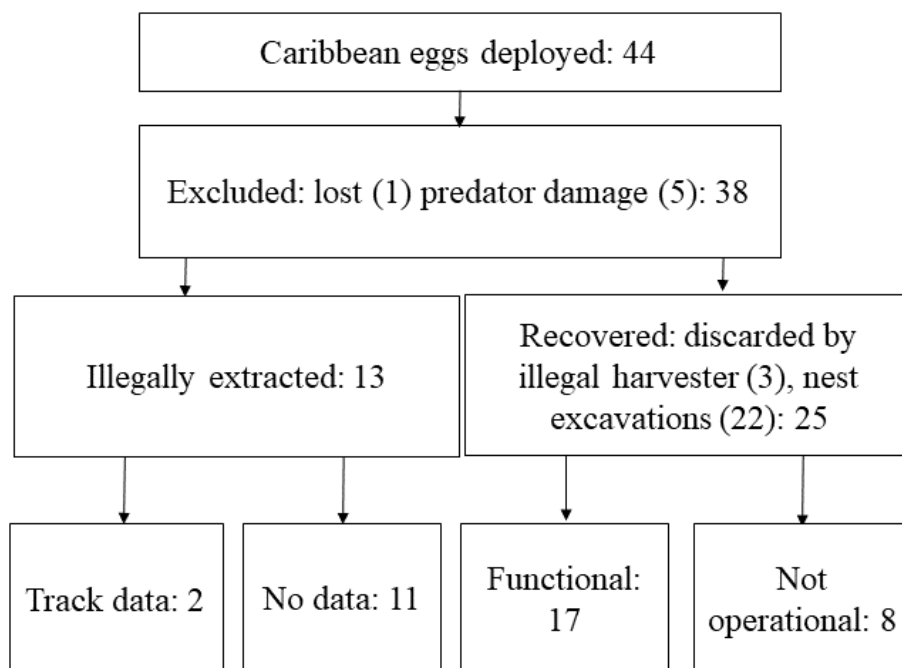 Caribbean eggs deployed: 44
Excluded: lost (1) predator damage (5): 38
Illegally extracted: 13
Recovered: discarded by
illegal harvester (3), nest
excavations (22): 25
Track data: 2
No data: 11
Functional:
17
Not
operational: 8